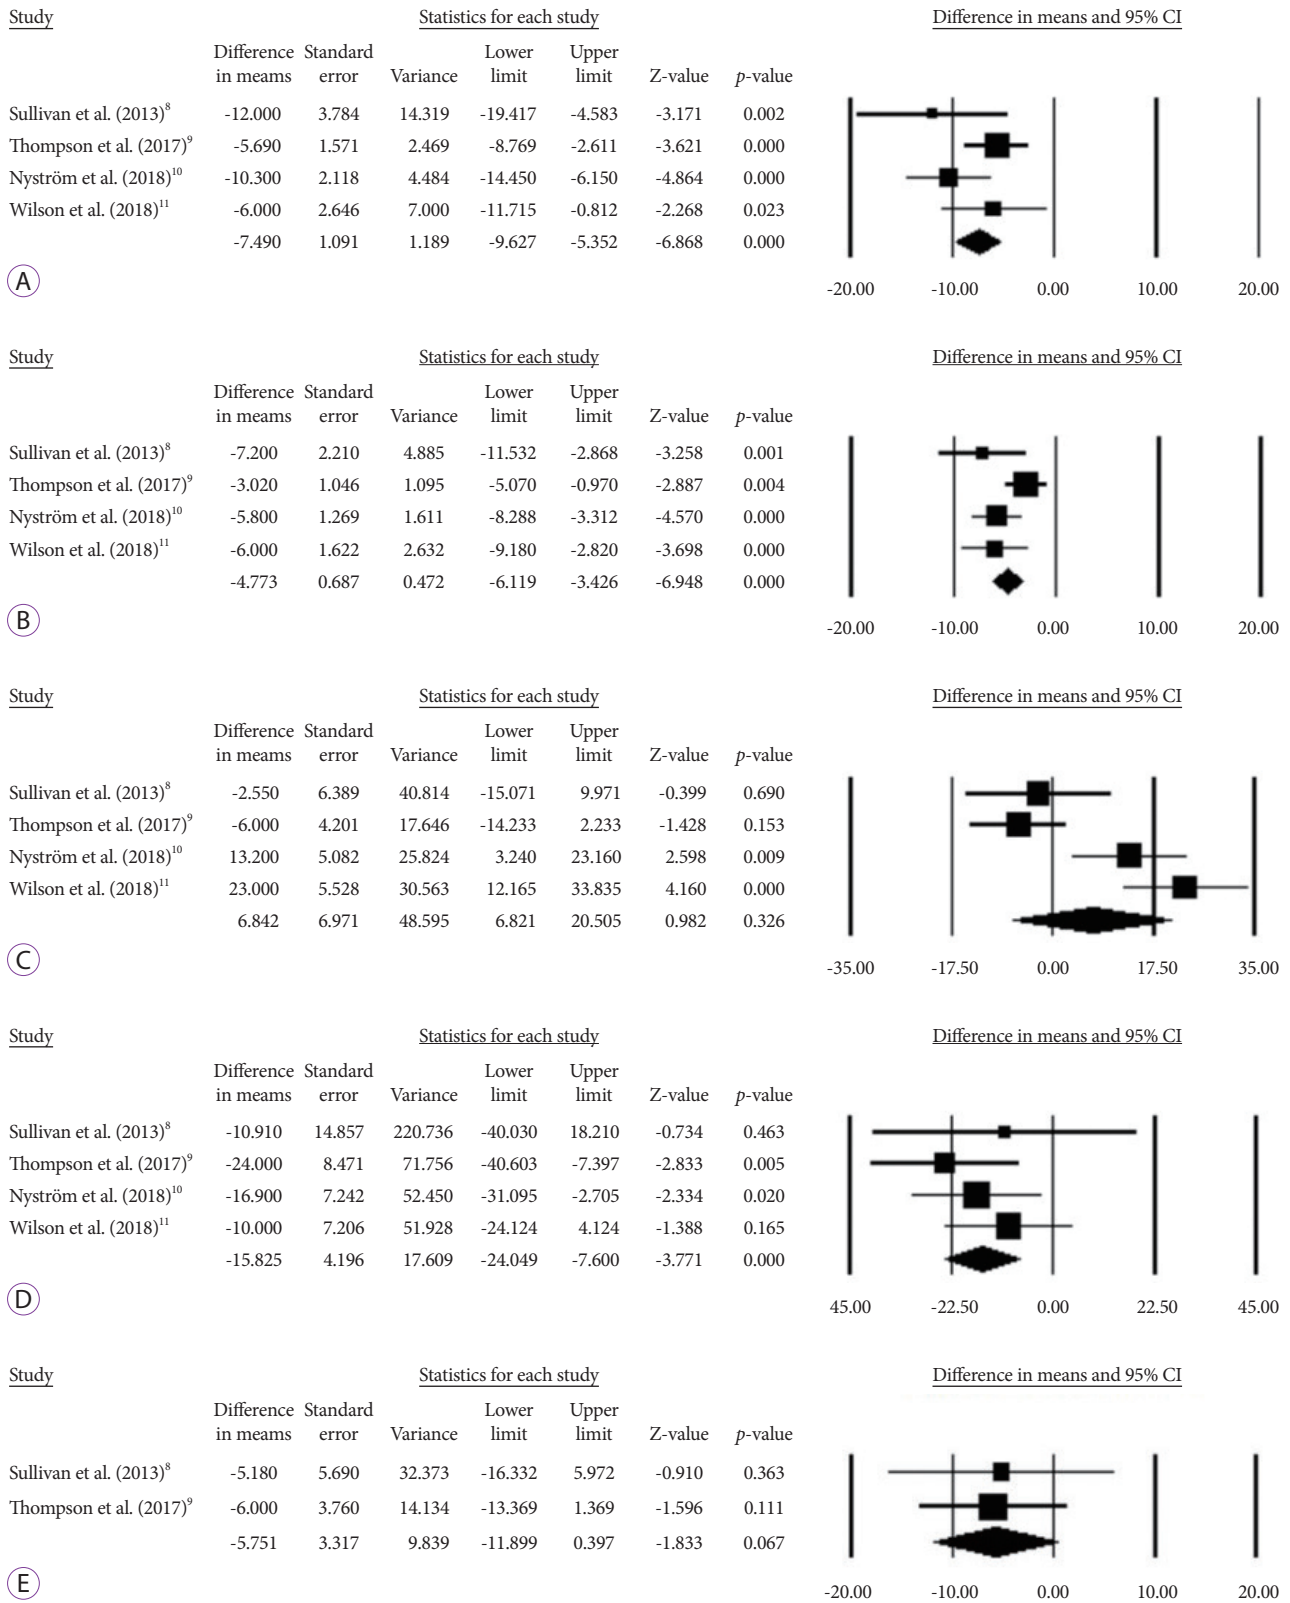 Study Statistics for each study Difference in means and 95% CI
Difference Standard Lower Upper
in meams error Variance limit limit Z-value p-value
Sullivan et al. (2013)8 -12.000 3.784 14.319 -19.417 -4.583 -3.171 0.002
Thompson et al. (2017)9 -5.690 1.571 2.469 -8.769 -2.611 -3.621 0.000
Nyström et al. (2018)10 -10.300 2.118 4.484 -14.450 -6.150 -4.864 0.000
Wilson et al. (2018)11 -6.000 2.646 7.000 -11.715 -0.812 -2.268 0.023
-7.490 1.091 1.189 -9.627 -5.352 -6.868 0.000
A -20.00 -10.00 0.00 10.00 20.00
Study Statistics for each study Difference in means and 95% CI
Difference Standard Lower Upper
in meams error Variance limit limit Z-value p-value
Sullivan et al. (2013)8 -7.200 2.210 4.885 -11.532 -2.868 -3.258 0.001
Thompson et al. (2017)9 -3.020 1.046 1.095 -5.070 -0.970 -2.887 0.004
Nyström et al. (2018)10 -5.800 1.269 1.611 -8.288 -3.312 -4.570 0.000
Wilson et al. (2018)11 -6.000 1.622 2.632 -9.180 -2.820 -3.698 0.000
-4.773 0.687 0.472 -6.119 -3.426 -6.948 0.000
B -20.00 -10.00 0.00 10.00 20.00
Study Statistics for each study Difference in means and 95% CI
Difference Standard Lower Upper
in meams error Variance limit limit Z-value p-value
Sullivan et al. (2013)8 -2.550 6.389 40.814 -15.071 9.971 -0.399 0.690
Thompson et al. (2017)9 -6.000 4.201 17.646 -14.233 2.233 -1.428 0.153
Nyström et al. (2018)10 13.200 5.082 25.824 3.240 23.160 2.598 0.009
Wilson et al. (2018)11 23.000 5.528 30.563 12.165 33.835 4.160 0.000
6.842 6.971 48.595 6.821 20.505 0.982 0.326
C -35.00 -17.50 0.00 17.50 35.00
Study Statistics for each study Difference in means and 95% CI
Difference Standard Lower Upper
in meams error Variance limit limit Z-value p-value
Sullivan et al. (2013)8 -10.910 14.857 220.736 -40.030 18.210 -0.734 0.463
Thompson et al. (2017)9 -24.000 8.471 71.756 -40.603 -7.397 -2.833 0.005
Nyström et al. (2018)10 -16.900 7.242 52.450 -31.095 -2.705 -2.334 0.020
Wilson et al. (2018)11 -10.000 7.206 51.928 -24.124 4.124 -1.388 0.165
-15.825 4.196 17.609 -24.049 -7.600 -3.771 0.000
D 45.00 -22.50 0.00 22.50 45.00
Study Statistics for each study Difference in means and 95% CI
Difference Standard Lower Upper
in meams error Variance limit limit Z-value p-value
Sullivan et al. (2013)8 -5.180 5.690 32.373 -16.332 5.972 -0.910 0.363
Thompson et al. (2017)9 -6.000 3.760 14.134 -13.369 1.369 -1.596 0.111
-5.751 3.317 9.839 -11.899 0.397 -1.833 0.067
E -20.00 -10.00 0.00 10.00 20.00